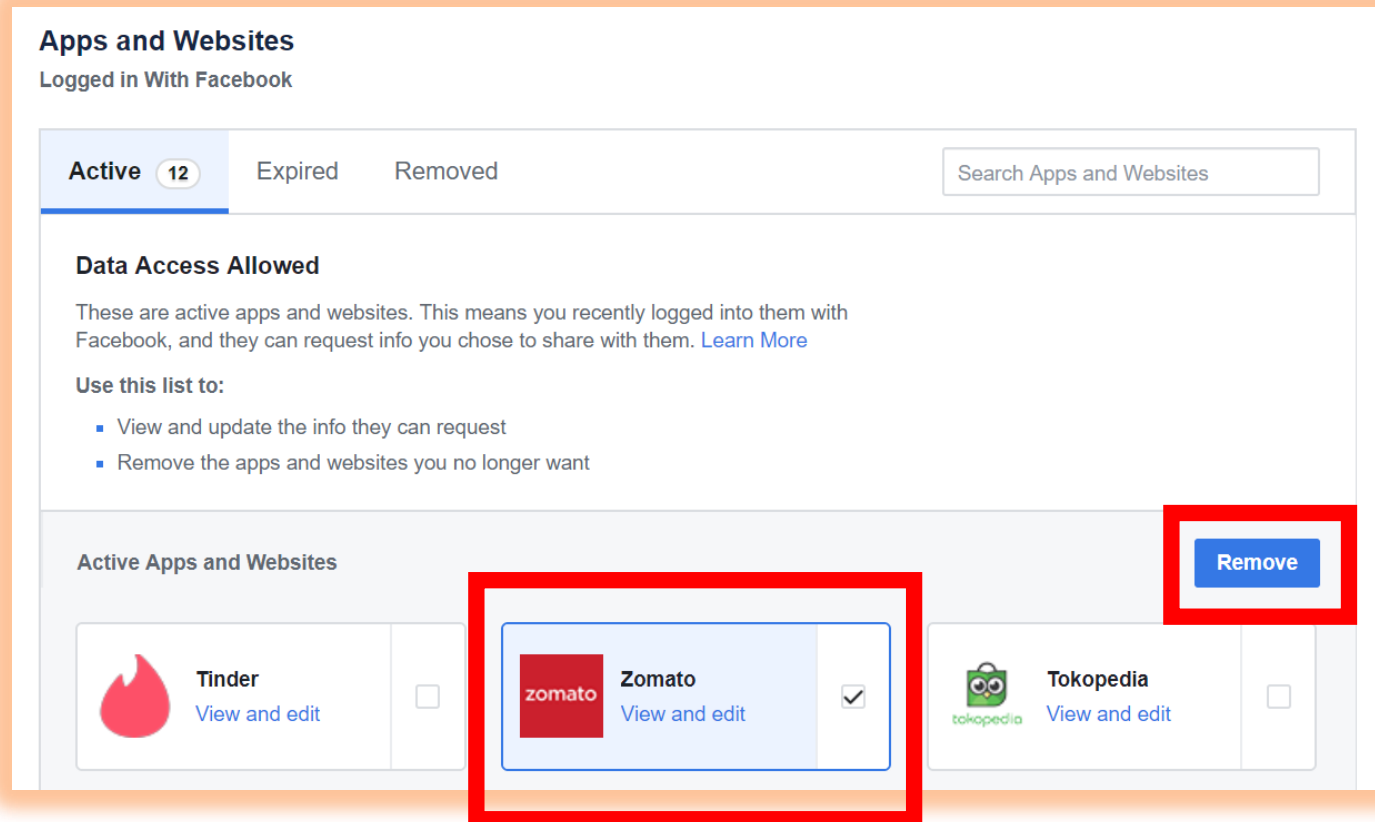 Apps and Websites
Logged in With Facebook
Active 12 Expired Removed Search Apps and Websites
Data Access Allowed
These are active apps and websites. This means you recently logged into them with
Facebook, and they can request info you chose to share with them. Learn More
Use this list to:
View and update the info they can request
Remove the apps and websites you no longer want
Active Apps and Websites Remove
Tinder
View and edit
zomato
Zomato
View and edit
tokopedia
Tokopedia
View and edit